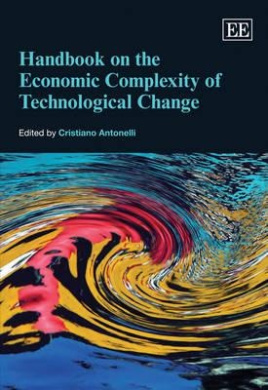 EE
Handbook on the
Economic Complexity of
Technological Change
Edited by Cristiano Antonelli